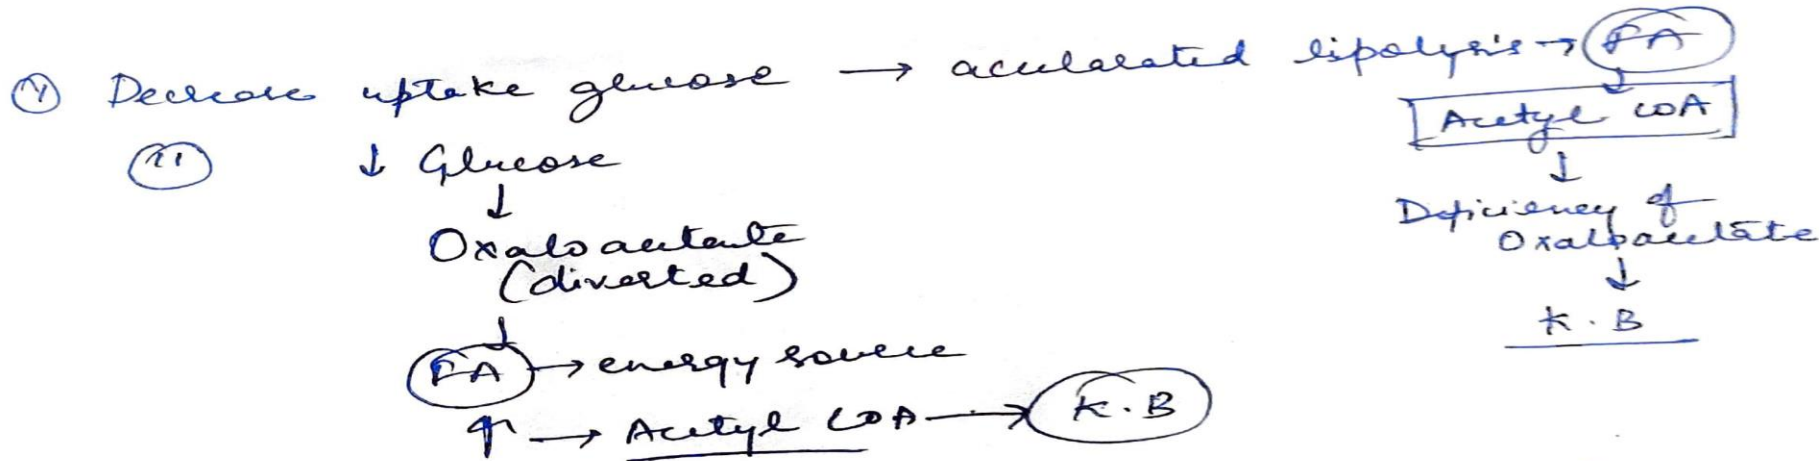 Decrease uptake glucose → accelarated lipolysis → FA
↓
Acetyl COA
↓
Deficiency of
Oxaloacetate
↓
K.B
(ii) ↓ Glucose
↓
Oxaloacetate
(diverted)
↓
FA → energy source
↑ → Acetyl COA → K.B